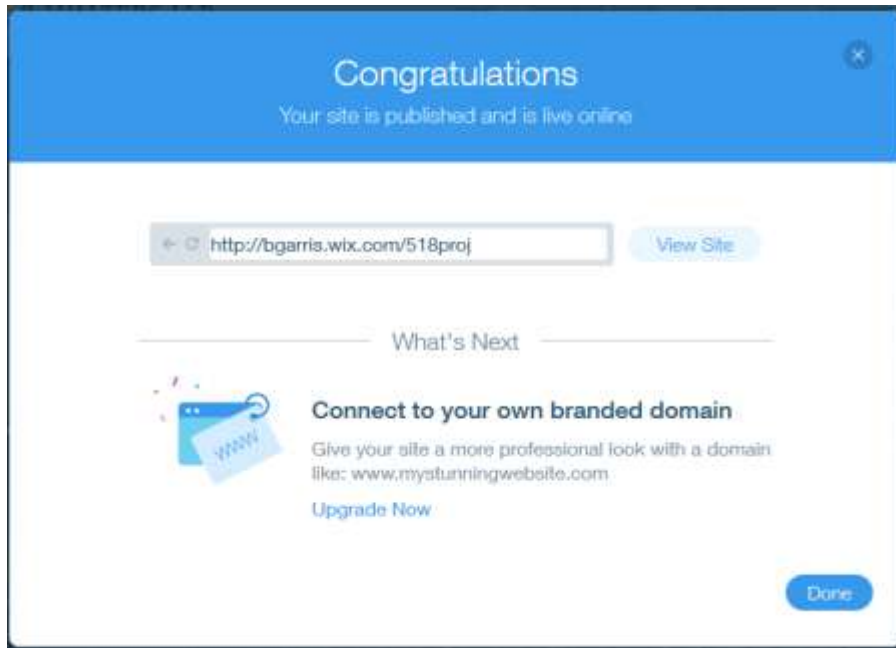 Congratulations
Your site is published and is live online
http://bgarris.wix.com/518proj
View Site
What's Next
Connect to your own branded domain
Give your site a more professional look with a domain
like: www.mystunningwebsite.com
Upgrade Now
WWW
Done